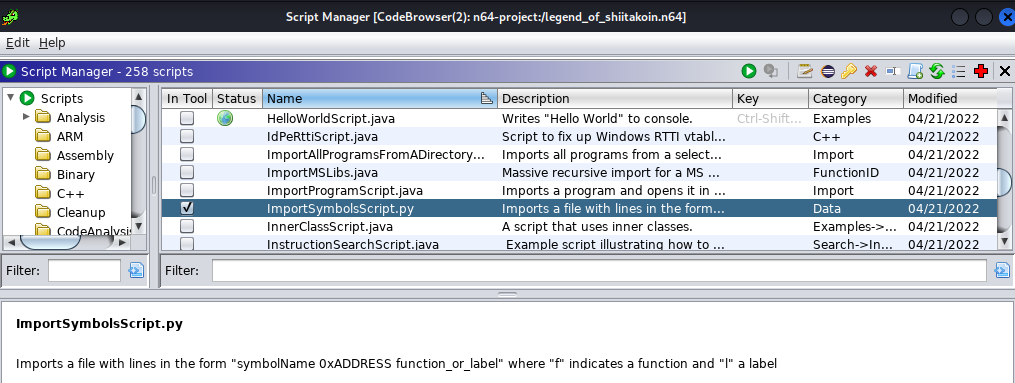 Script Manager [CodeBrowser(2): n64-project:/legend_of_shiitakoin.n64]
Edit Help
Script Manager - 258 scripts
Scripts
Analysis
ARM
Assembly
Binary
C++
Cleanup
CodeAnalysis
Filter:
In Tool Status Name Description Key Category Modified
HelloWorldScript.java Writes "Hello World" to console. Ctrl-Shift... Examples 04/21/2022
IdPeRttiScript.java Script to fix up Windows RTTI vtabl... C++ 04/21/2022
ImportAllProgramsFromADirectory... Imports all programs from a select... Import 04/21/2022
ImportMSLibs.java Massive recursive import for a MS ... FunctionID 04/21/2022
ImportProgramScript.java Imports a program and opens it in ... Import 04/21/2022
ImportSymbolsScript.py Imports a file with lines in the form... Data 04/21/2022
InnerClassScript.java A script that uses inner classes. Examples->... 04/21/2022
InstructionSearchScript.java Example script illustrating how to ... Search->In... 04/21/2022
Filter:
ImportSymbolsScript.py
Imports a file with lines in the form "symbolName 0xADDRESS function_or_label" where "f" indicates a function and "l" a label